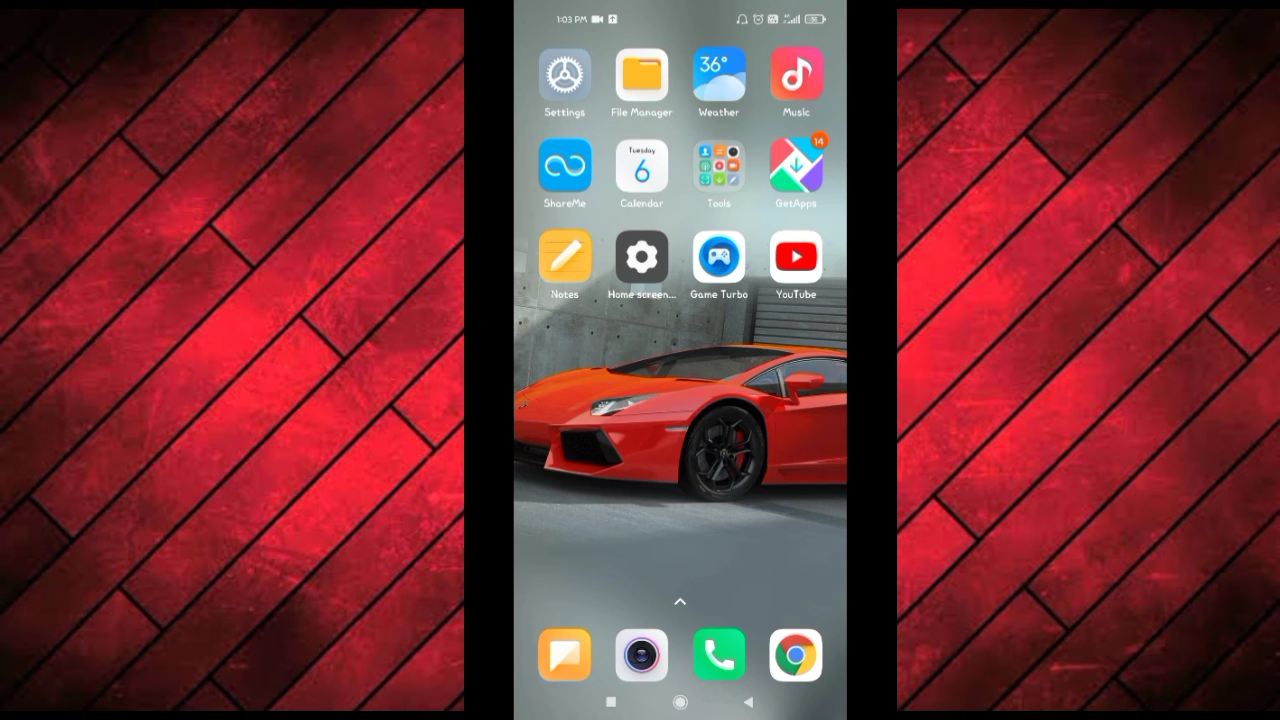 1:03 PM
36°
Settings
File Manager
Weather
Music
Tuesday
6
14
ShareMe
Calendar
Tools
GetApps
Notes
Home screen...
Game Turbo
YouTube